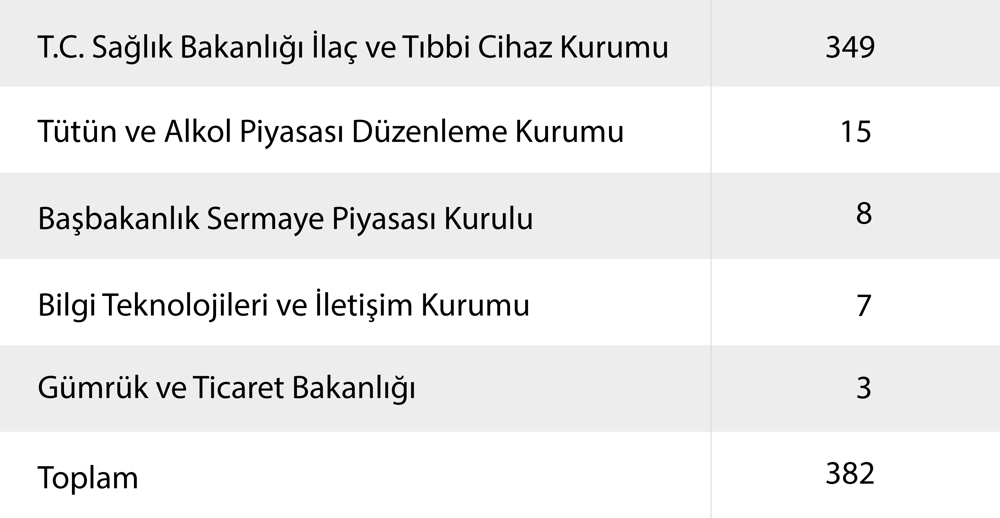 T.C. Sağlık Bakanlığı İlaç ve Tıbbi Cihaz Kurumu 349
Tütün ve Alkol Piyasası Düzenleme Kurumu 15
Başbakanlık Sermaye Piyasası Kurulu 8
Bilgi Teknolojileri ve İletişim Kurumu 7
Gümrük ve Ticaret Bakanlığı 3
Toplam 382